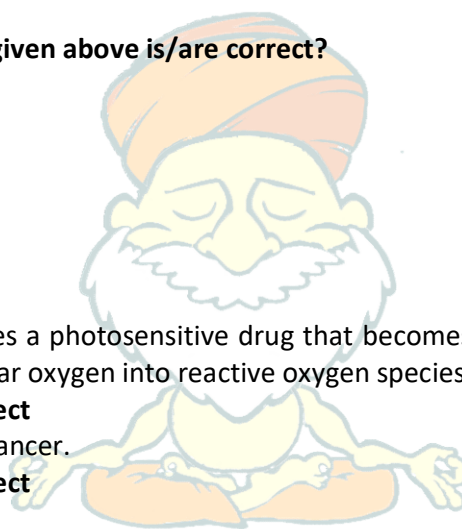 given above is/are correct?
es a photosensitive drug that become
ar oxygen into reactive oxygen species
ect
ancer.
ect